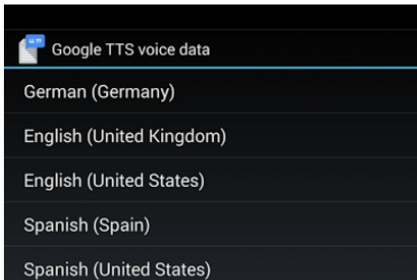 Google TTS voice data
German (Germany)
English (United Kingdom)
English (United States)
Spanish (Spain)
Spanish (United States)